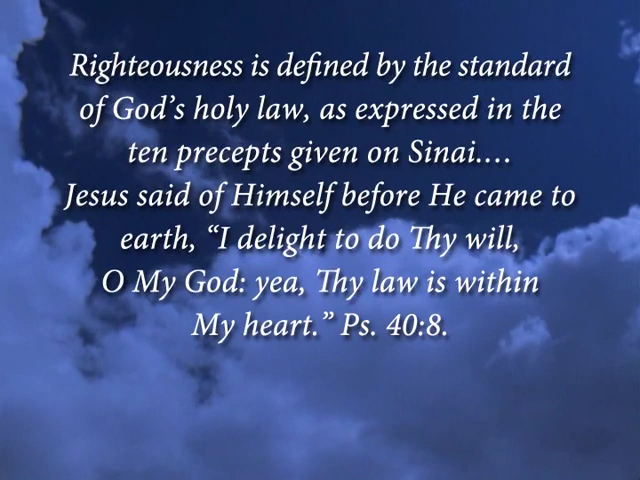 Righteousness is defined by the standard
of God’s holy law, as expressed in the
ten precepts given on Sinai....
Jesus said of Himself before He came to
earth, “I delight to do Thy will,
O My God: yea, Thy law is within
My heart.” Ps. 40:8.